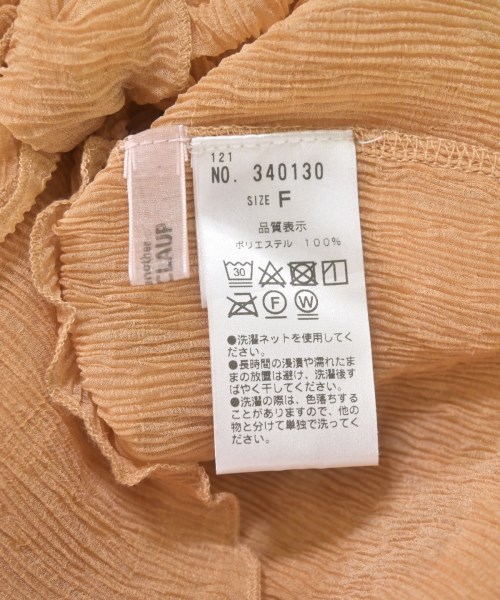 121
NO. 340130
SIZE F
品質表示
ポリエステル 100%
30
F
W
●洗濯ネットを使用してく
ださい。
●長時間の浸漬や濡れたま
まの放置は避け、洗濯後す
ばやく干してください。
●洗濯の際は、色落ちする
ことがありますので、他の
物と分けて単独で洗ってく
ださい。
another
CLAUP